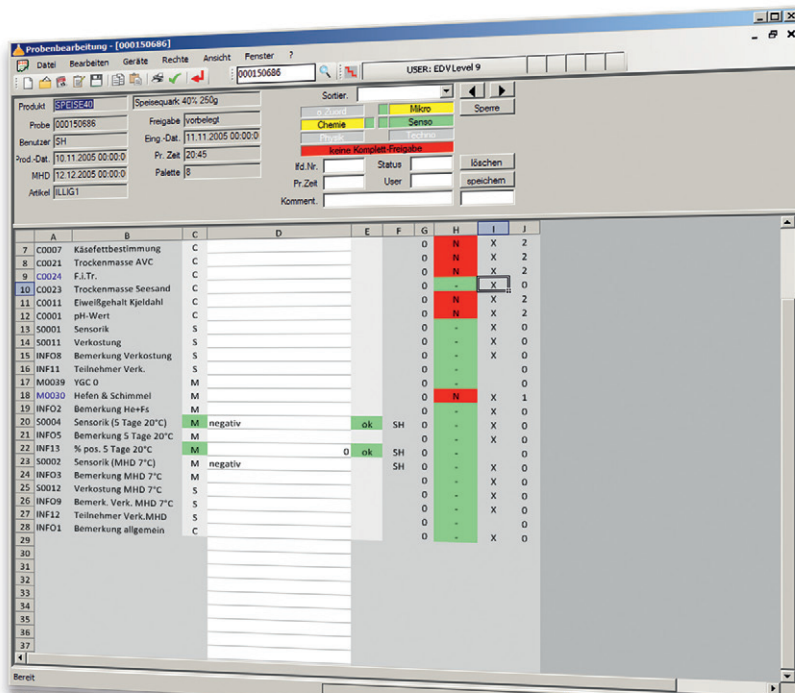 Probenbearbeitung - [000150686]
Datei Bearbeiten Geräte Rechte Ansicht Fenster ?
000150686 USER: EDV Level 9
Produkt SPEISE40 Speisequark 40% 250g
Probe 000150686 Freigabe vorbelegt
Benutzer SH Eing.-Dat. 11.11.2005 00:00:0
Prod.-Dat. 10.11.2005 00:00:0 Pr. Zeit 20:45
MHD 12.12.2005 00:00:0 Palette 8
Artikel ILLIG1
Sortier.
o.Zuord. Mikro Sperre
Chemie Senso
Physik Techno
keine Komplett-Freigabe
lfd.Nr. Status löschen
Pr.Zeit User speichern
Komment.
A B C D E F G H I J
7 C0007 Käsefettbestimmung C 0 N X 2
8 C0021 Trockenmasse AVC C 0 N X 2
9 C0024 F.i.Tr. C 0 N X 2
10 C0023 Trockenmasse Seesand C 0 - X 0
11 C0011 Eiweißgehalt Kjeldahl C 0 N X 2
12 C0001 pH-Wert C 0 N X 2
13 S0001 Sensorik S 0 - X 0
14 S0011 Verkostung S 0 - X 0
15 INFO8 Bemerkung Verkostung S 0 - X 0
16 INF11 Teilnehmer Verk. S 0 - 0
17 M0039 YGC 0 M 0 - 0
18 M0030 Hefen & Schimmel M 0 N X 1
19 INFO2 Bemerkung He+Fs M 0 - X 0
20 S0004 Sensorik (5 Tage 20°C) M negativ ok SH 0 - X 0
21 INFO5 Bemerkung 5 Tage 20°C M 0 - X 0
22 INF13 % pos. 5 Tage 20°C M 0 ok SH 0 - 0
23 S0002 Sensorik (MHD 7°C) M negativ SH 0 - X 0
24 INFO3 Bemerkung MHD 7°C M 0 - X 0
25 S0012 Verkostung MHD 7°C S 0 - X 0
26 INFO9 Bemerk. Verk. MHD 7°C S 0 - X 0
27 INF12 Teilnehmer Verk.MHD S 0 - 0
28 INFO1 Bemerkung allgemein C 0 - X 0
29
30
31
32
33
34
35
36
37
Bereit